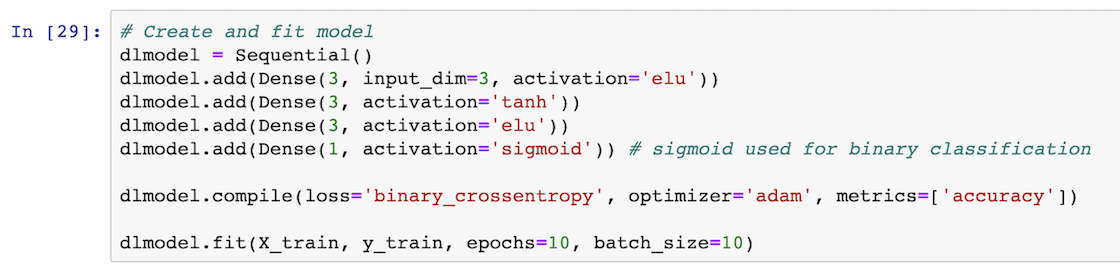 In [29]: # Create and fit model
dlmodel = Sequential()
dlmodel.add(Dense(3, input_dim=3, activation='elu'))
dlmodel.add(Dense(3, activation='tanh'))
dlmodel.add(Dense(3, activation='elu'))
dlmodel.add(Dense(1, activation='sigmoid')) # sigmoid used for binary classification
dlmodel.compile(loss='binary_crossentropy', optimizer='adam', metrics=['accuracy'])
dlmodel.fit(X_train, y_train, epochs=10, batch_size=10)